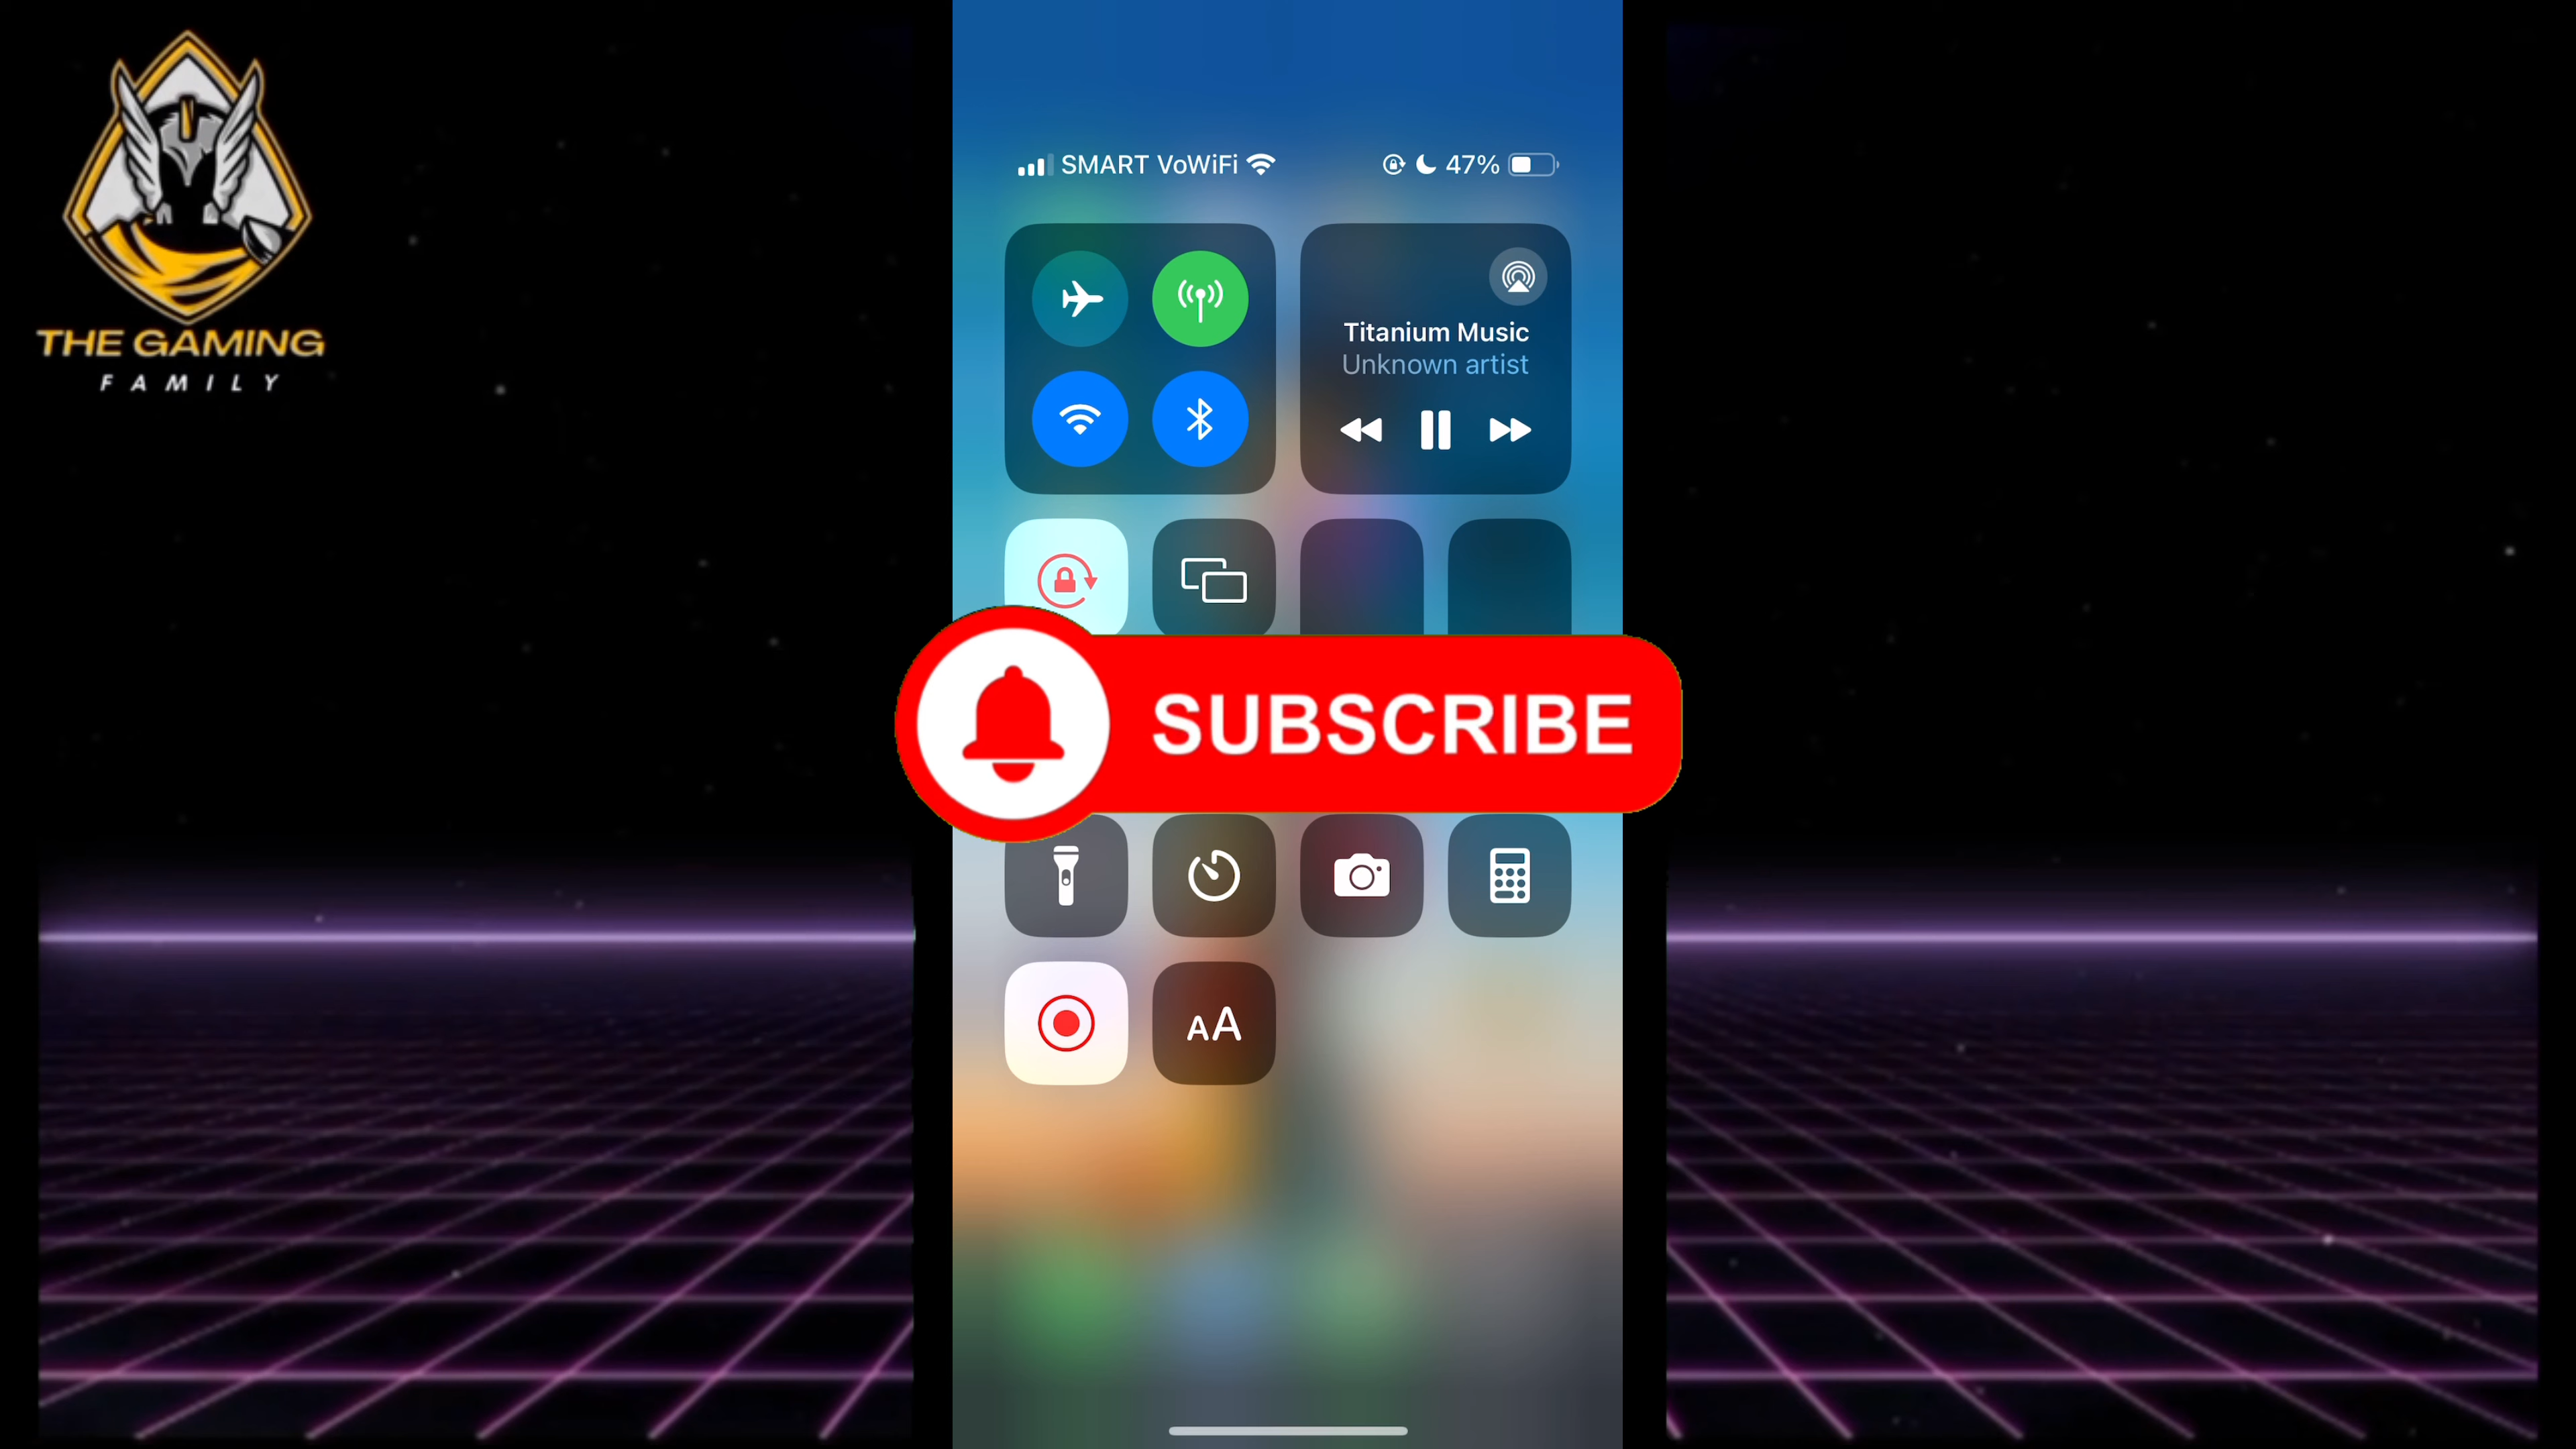 THE GAMING
FAMILY
SMART VoWiFi
47%
Titanium Music
Unknown artist
SUBSCRIBE
AA